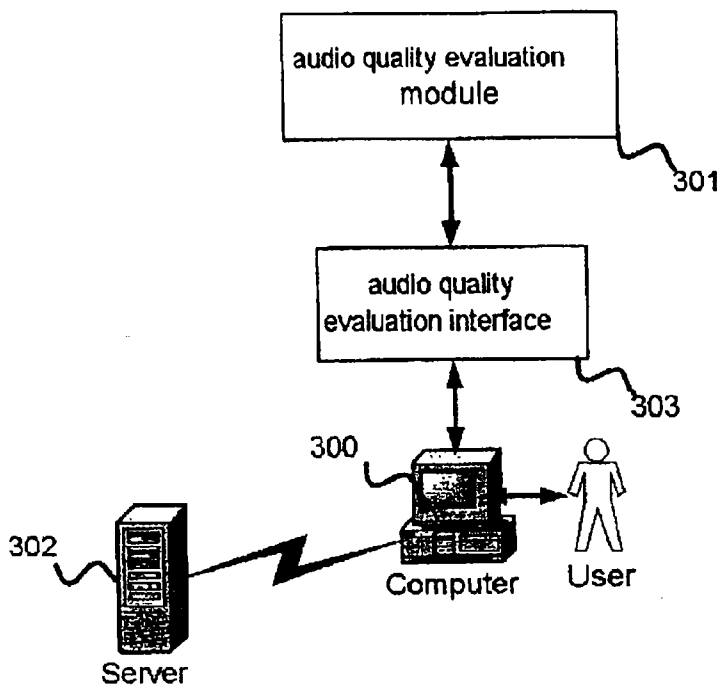 audio quality evaluation
module
301
audio quality
evaluation interface
303
300
302
Computer
User
Server